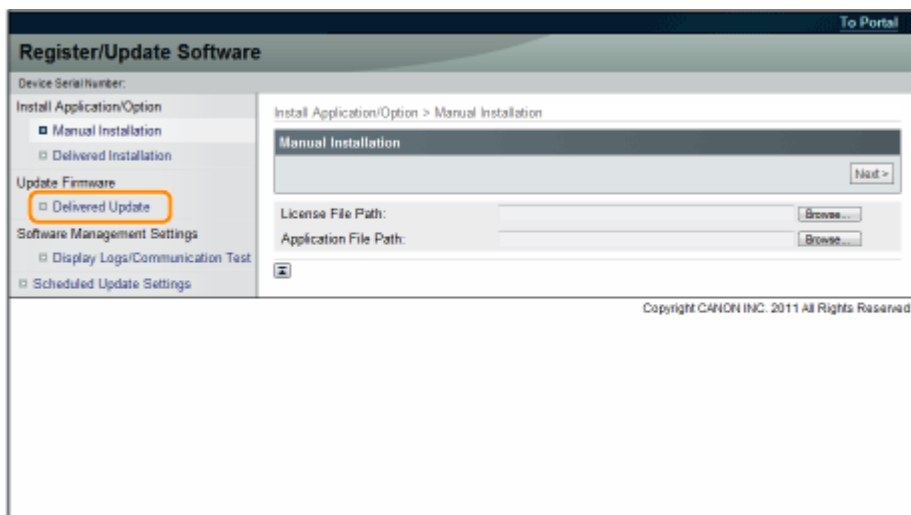 To Portal
Register/Update Software
Device Serial Number:
Install Application/Option
Manual Installation
Delivered Installation
Update Firmware
Delivered Update
Software Management Settings
Display Logs/Communication Test
Scheduled Update Settings
Install Application/Option > Manual Installation
Manual Installation
Next >
License File Path:
Browse...
Application File Path:
Browse...
Copyright CANON INC. 2011 All Rights Reserved